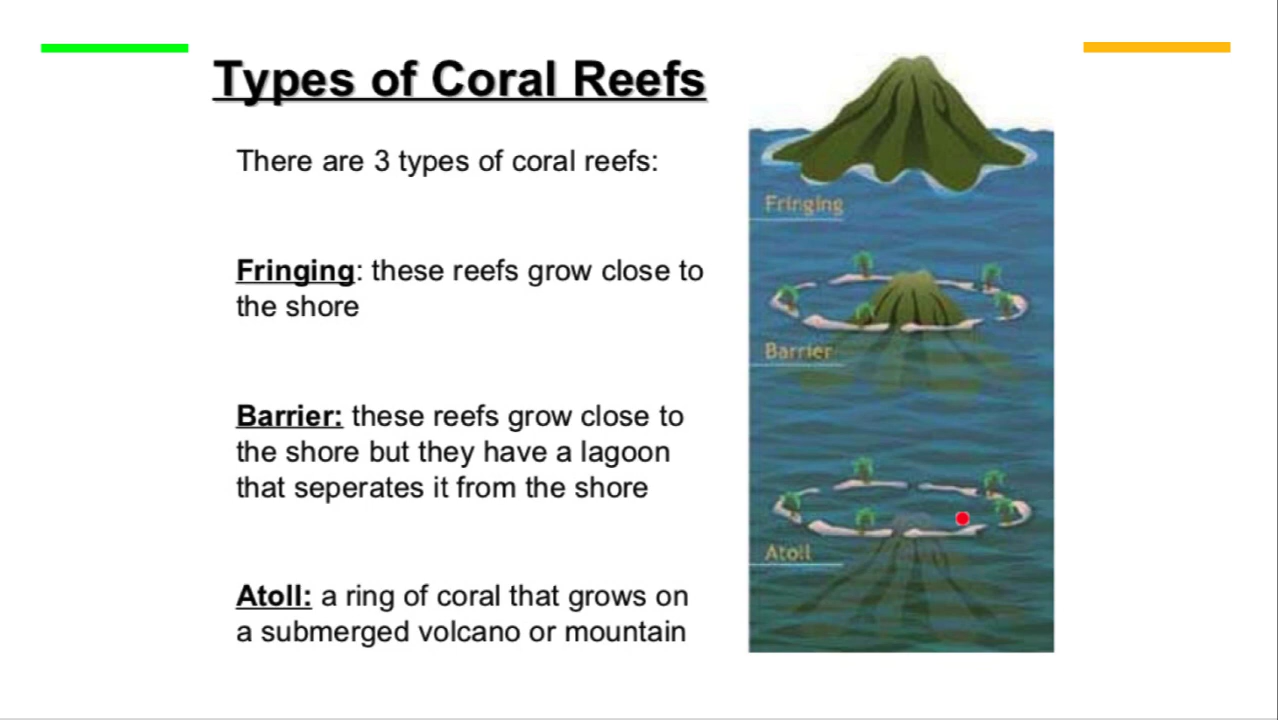 Types of Coral Reefs
There are 3 types of coral reefs:
Fringing: these reefs grow close to
the shore
Barrier: these reefs grow close to
the shore but they have a lagoon
that seperates it from the shore
Atoll: a ring of coral that grows on
a submerged volcano or mountain
Fringing
Barrier
Atoll